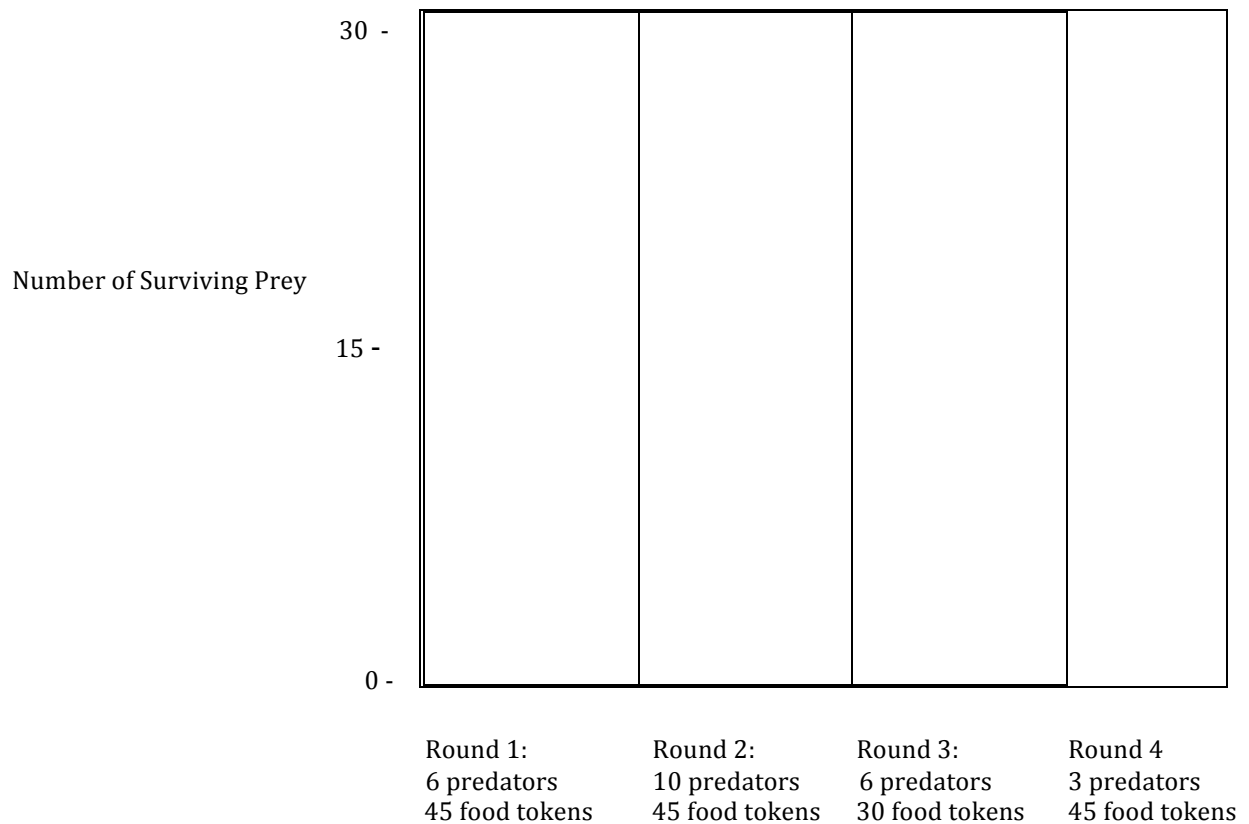 30 -
Number of Surviving Prey
15 -
0 -
Round 1:
6 predators
45 food tokens
Round 2:
10 predators
45 food tokens
Round 3:
6 predators
30 food tokens
Round 4
3 predators
45 food tokens